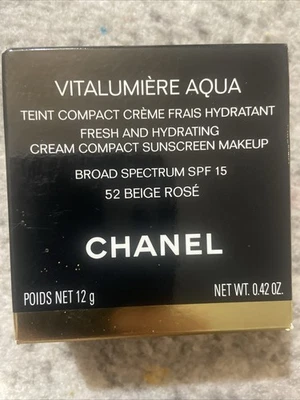 VITALUMIÈRE AQUA
TEINT COMPACT CRÈME FRAIS HYDRATANT
FRESH AND HYDRATING
CREAM COMPACT SUNSCREEN MAKEUP
BROAD SPECTRUM SPF 15
52 BEIGE ROSÉ
CHANEL
POIDS NET 12 g NET WT. 0.42 OZ.